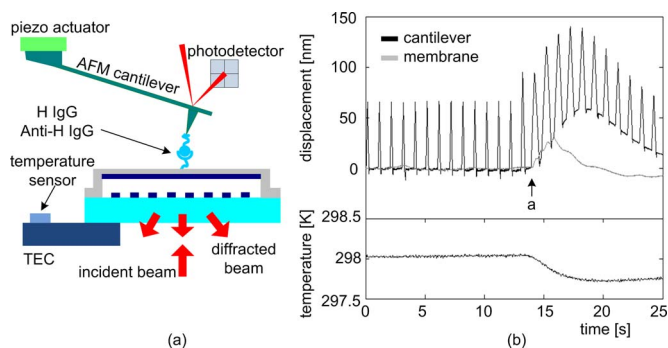 piezo actuator
AFM cantilever
photodetector
H IgG
Anti-H IgG
temperature
sensor
TEC
incident beam
diffracted
beam
(a)
displacement [nm]
150
100
50
0
cantilever
membrane
a
temperature [K]
298.5
298
297.5
0
5
10
15
20
25
time [s]
(b)